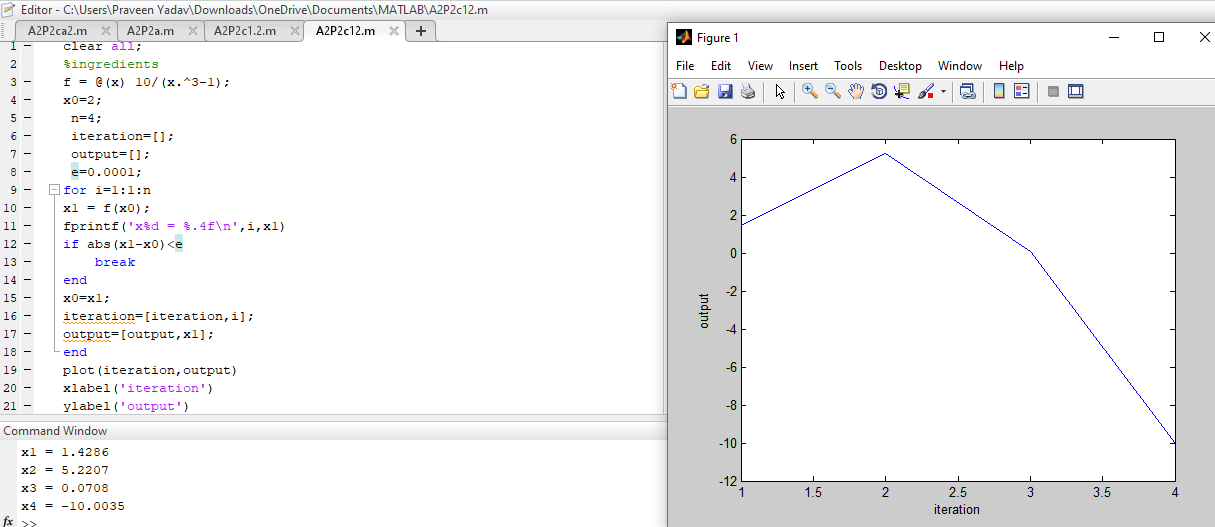 Editor - C:\Users\Praveen Yadav\Downloads\OneDrive\Documents\MATLAB\A2P2c12.m
A2P2ca2.m × A2P2a.m × A2P2c1.2.m × A2P2c12.m × +
1 - clear all;
2 %ingredients
3 - f = @(x) 10/(x.^3-1);
4 - x0=2;
5 - n=4;
6 - iteration=[];
7 - output=[];
8 - e=0.0001;
9 - for i=1:1:n
10 - x1 = f(x0);
11 - fprintf('x%d = %.4f\n',i,x1)
12 - if abs(x1-x0)<e
13 - break
14 - end
15 - x0=x1;
16 - iteration=[iteration,i];
17 - output=[output,x1];
18 - end
19 - plot(iteration,output)
20 - xlabel('iteration')
21 - ylabel('output')
Command Window
x1 = 1.4286
x2 = 5.2207
x3 = 0.0708
x4 = -10.0035
fx >>
Figure 1
File Edit View Insert Tools Desktop Window Help
6
4
2
0
-2
-4
-6
-8
-10
-12
output
1 1.5 2 2.5 3 3.5 4
iteration